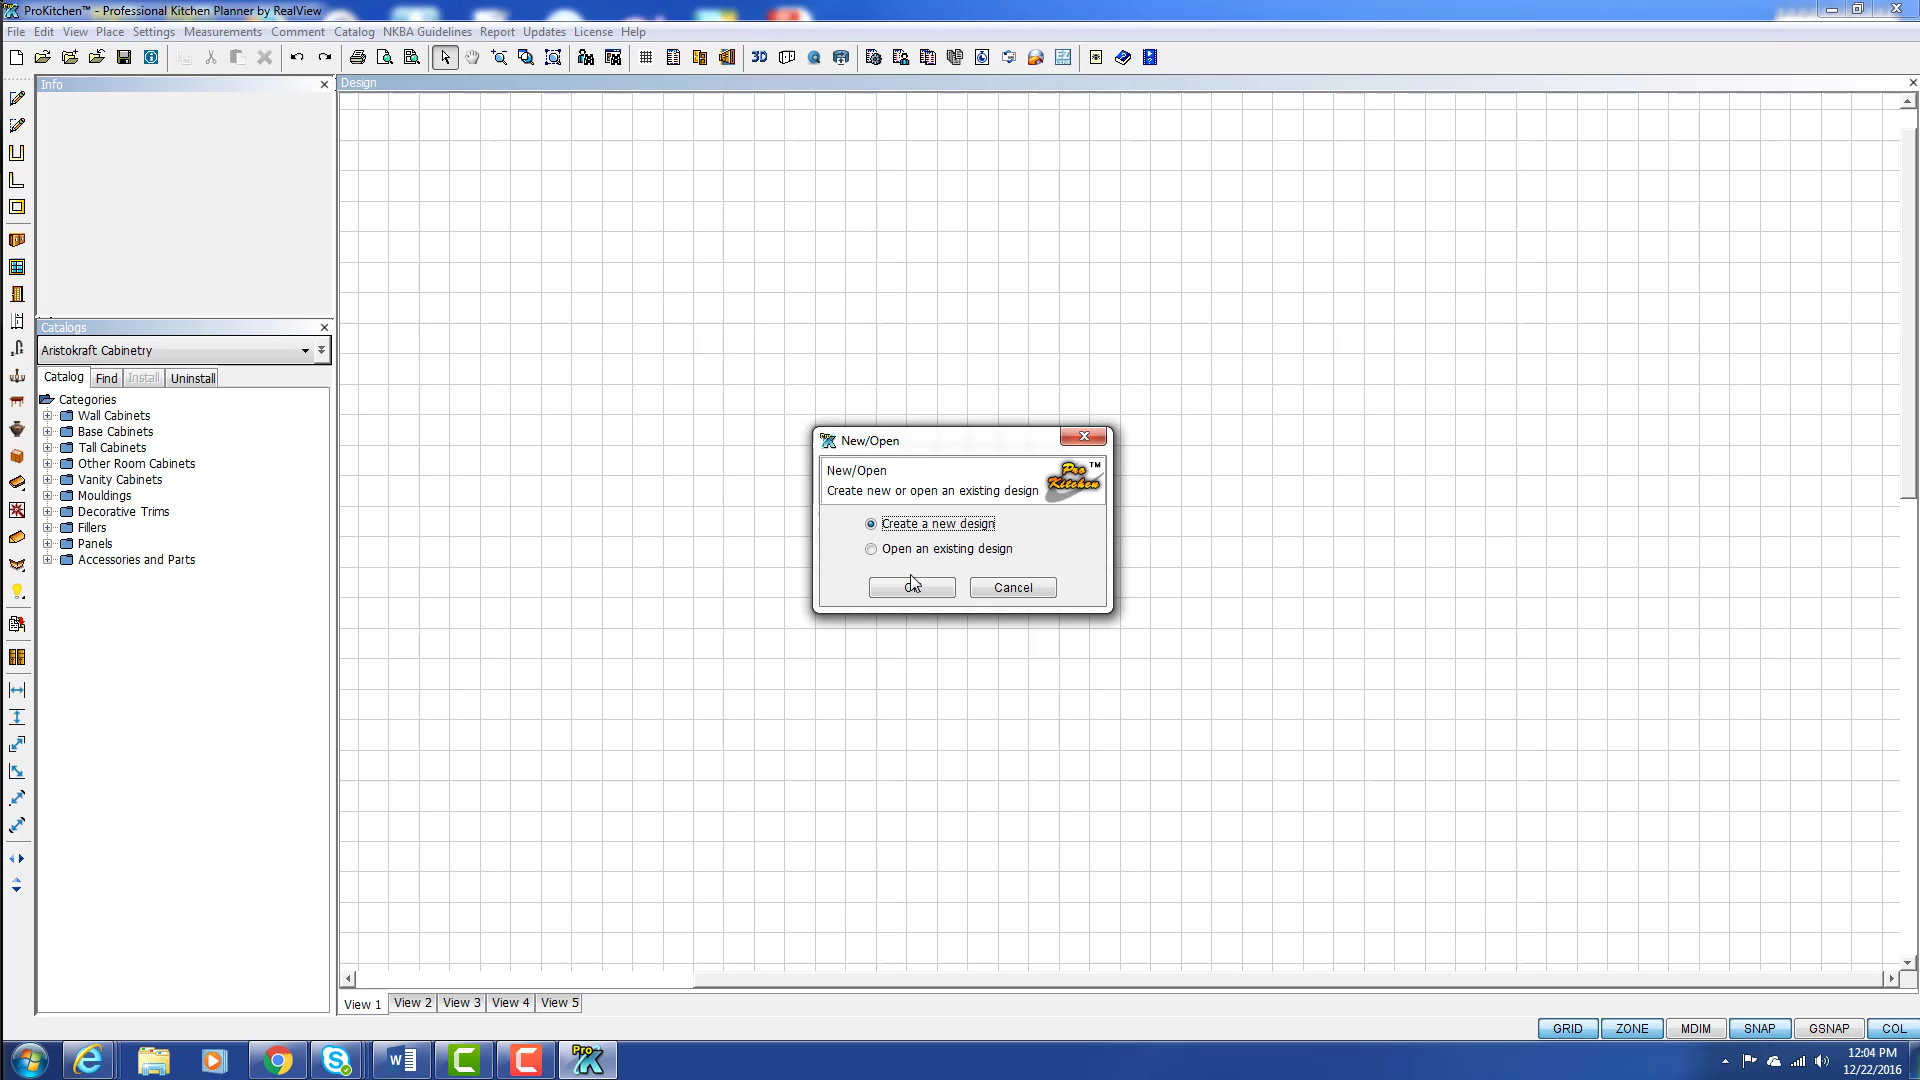 ProKitchen™ - Professional Kitchen Planner by RealView
File Edit View Place Settings Measurements Comment Catalog NKBA Guidelines Report Updates License Help
3D
Info
Design
Catalogs
Aristokraft Cabinetry
Catalog Find Install Uninstall
Categories
Wall Cabinets
Base Cabinets
Tall Cabinets
Other Room Cabinets
Vanity Cabinets
Mouldings
Decorative Trims
Fillers
Panels
Accessories and Parts
New/Open
New/Open
Create new or open an existing design
Pro Kitchen ™
Create a new design
Open an existing design
Cancel
View 1 View 2 View 3 View 4 View 5
GRID ZONE MDIM SNAP GSNAP COL
12:04 PM
12/22/2016